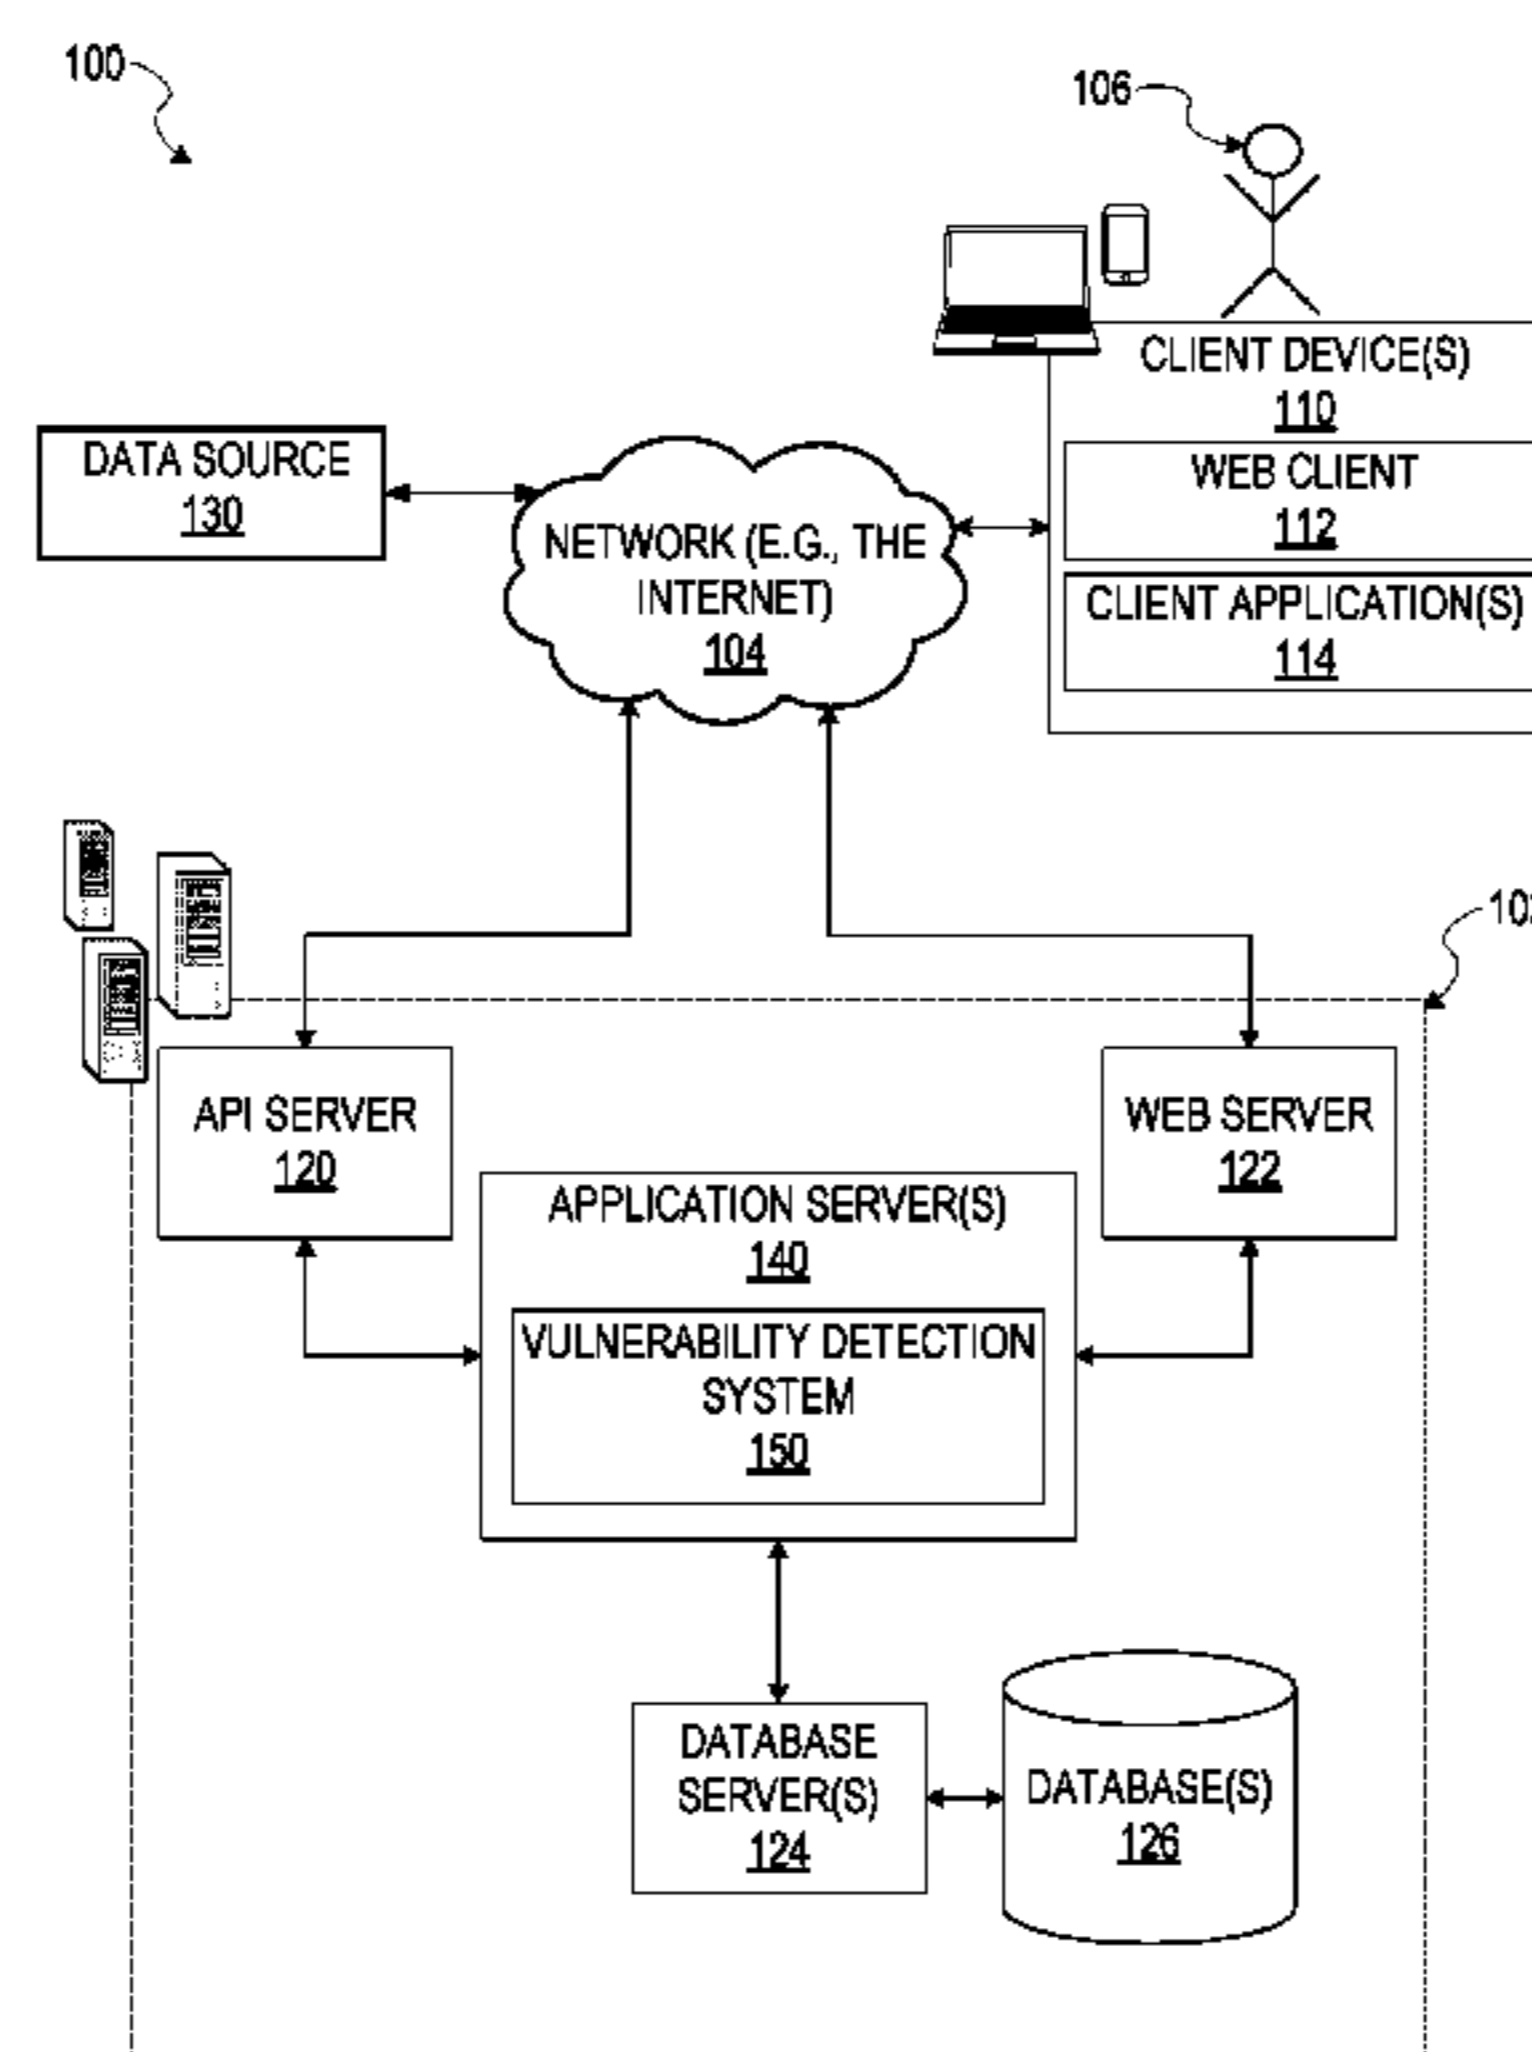 100
106
CLIENT DEVICE(S)
110
WEB CLIENT
112
CLIENT APPLICATION(S)
114
DATA SOURCE
130
NETWORK (E.G., THE
INTERNET)
104
API SERVER
120
WEB SERVER
122
APPLICATION SERVER(S)
140
VULNERABILITY DETECTION
SYSTEM
150
DATABASE
SERVER(S)
124
DATABASE(S)
126